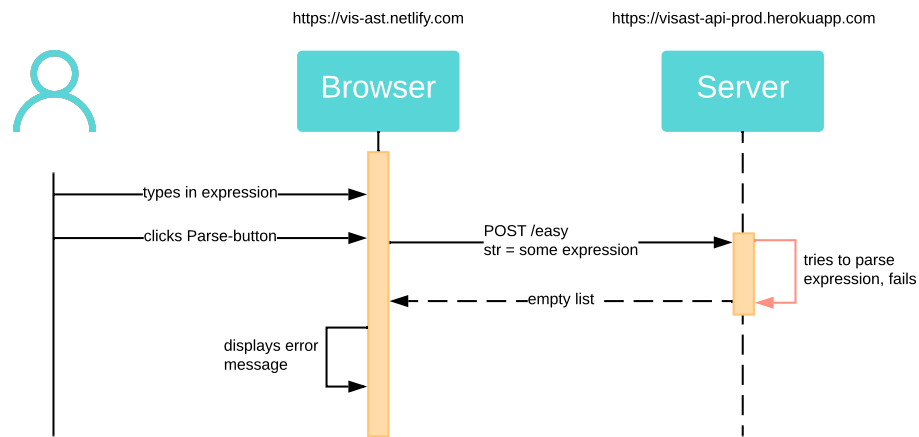 https://vis-ast.netlify.com
https://visast-api-prod.herokuapp.com
Browser
Server
types in expression
clicks Parse-button
POST /easy
str = some expression
tries to parse
expression, fails
empty list
displays error
message